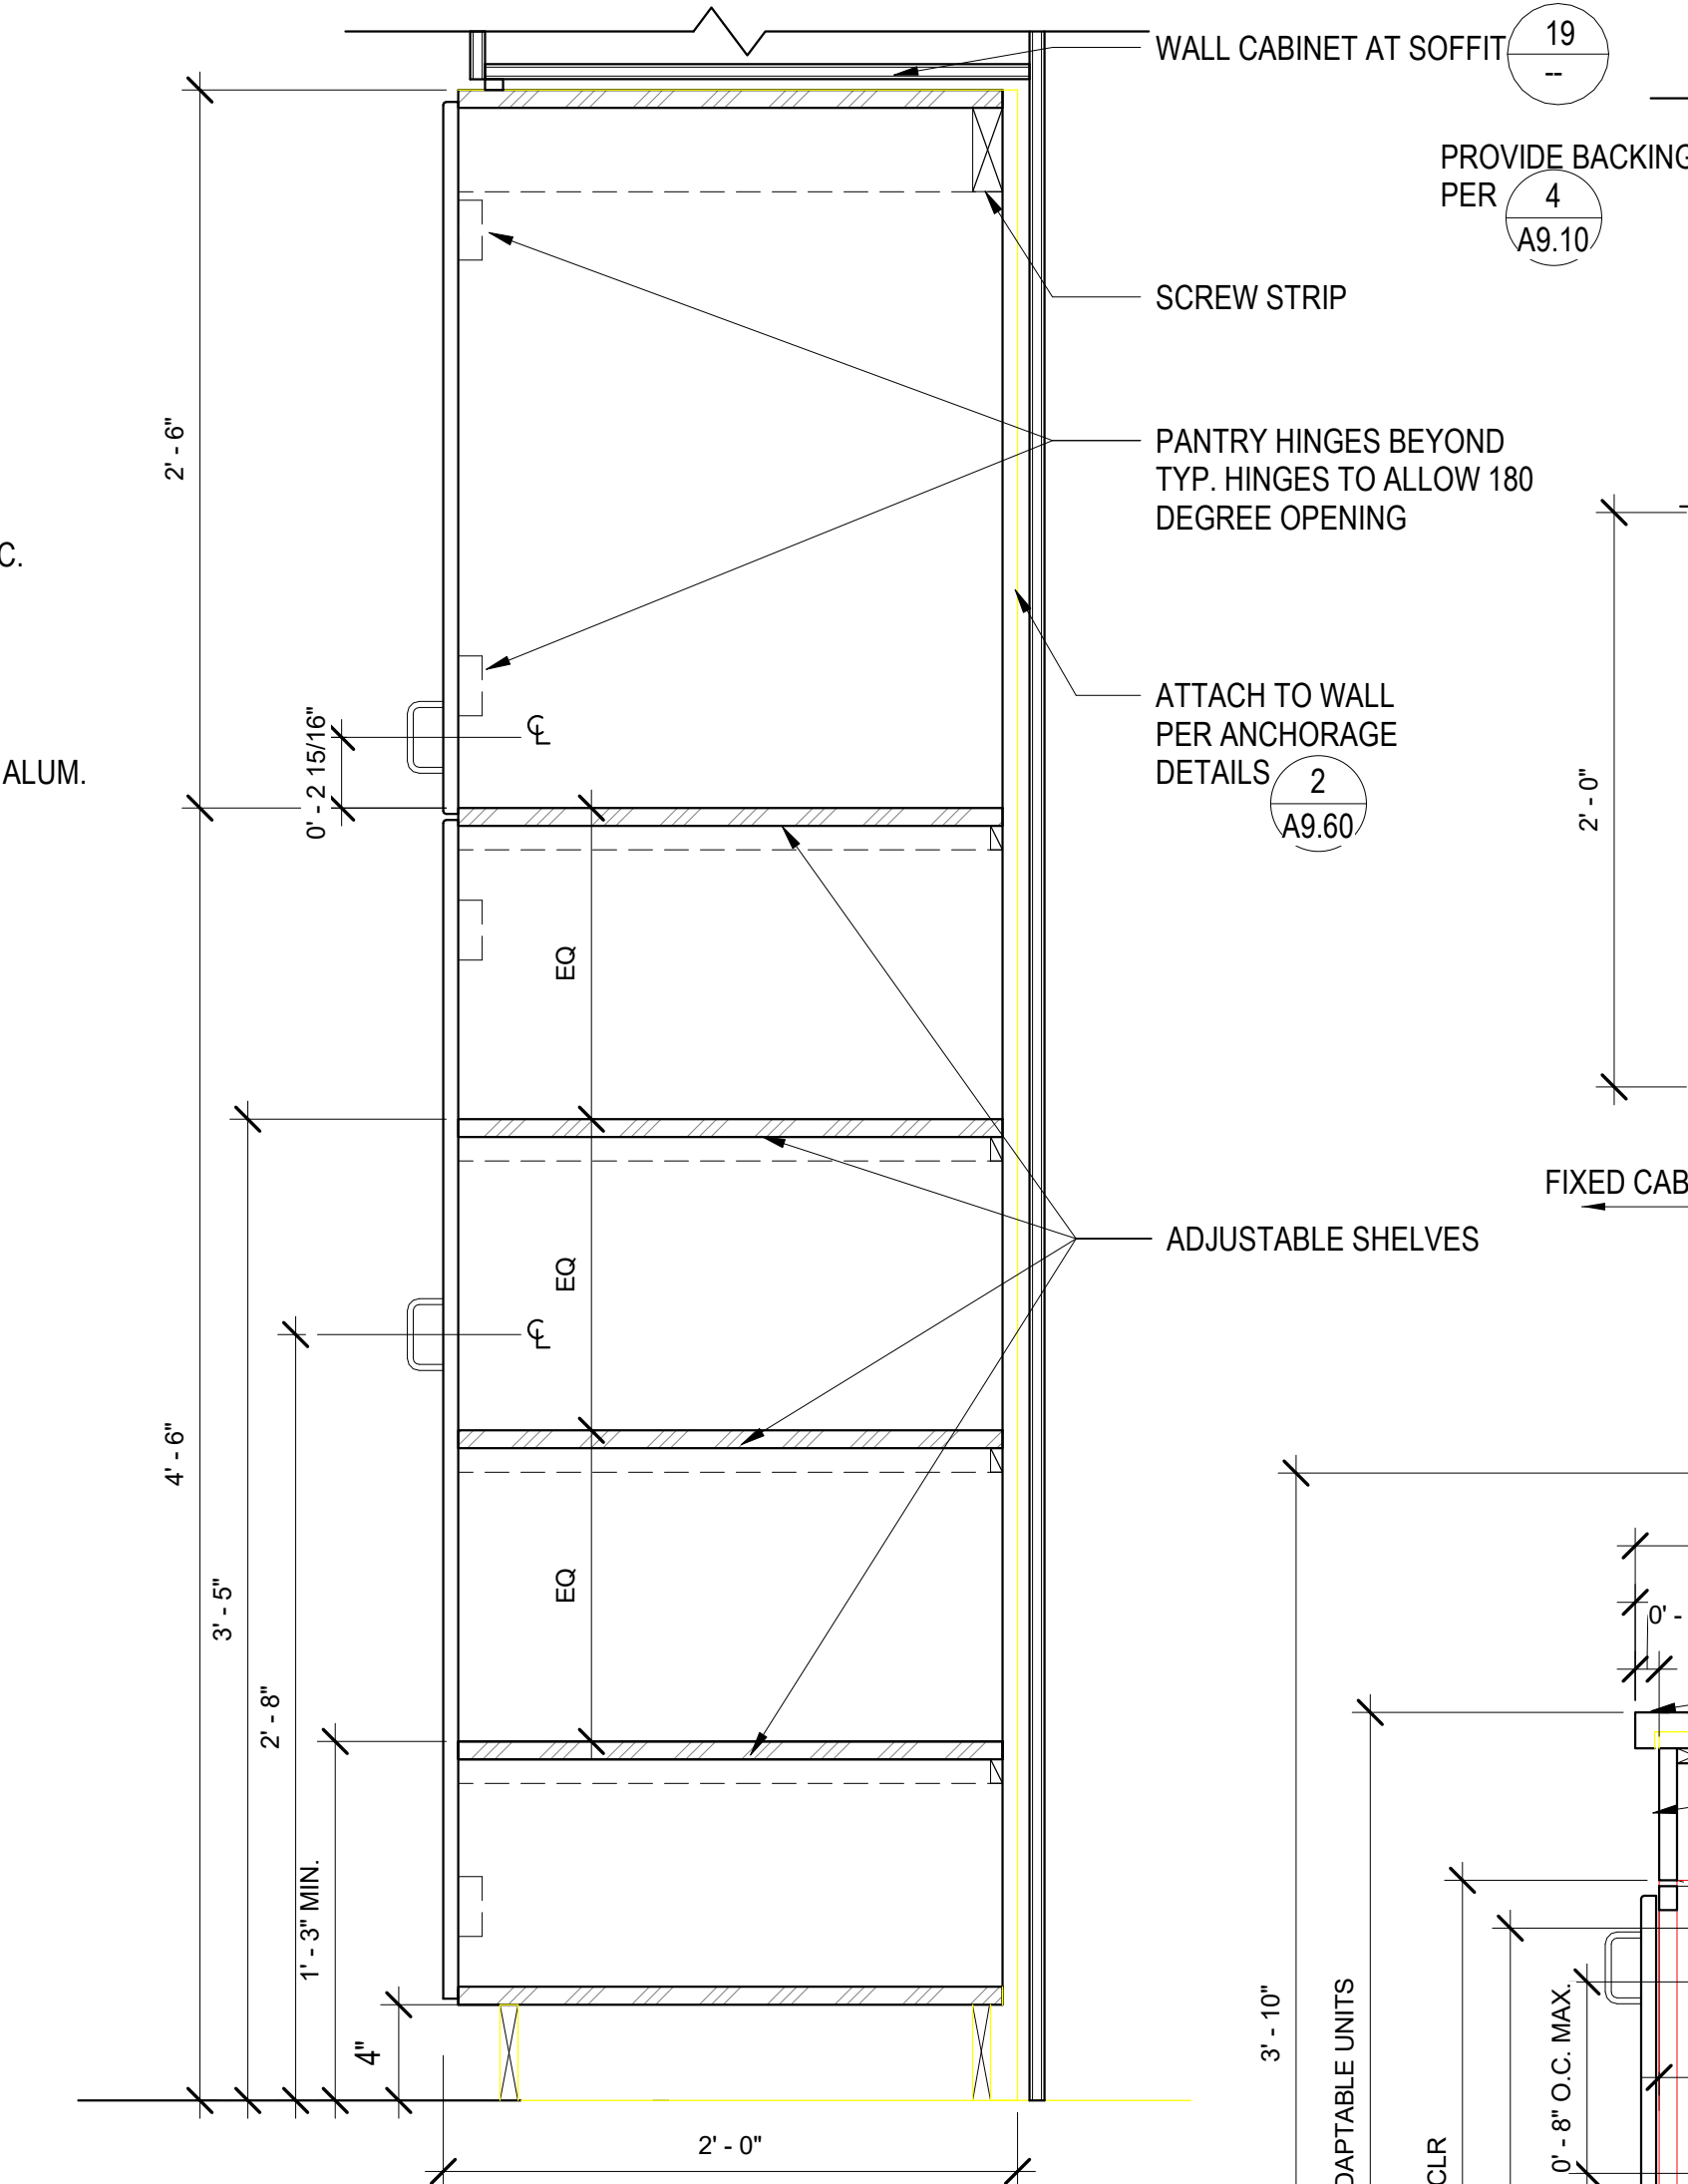 WALL CABINET AT SOFFIT
19
--
PROVIDE BACKING
PER
4
A9.10
SCREW STRIP
2' - 6"
PANTRY HINGES BEYOND
TYP. HINGES TO ALLOW 180
DEGREE OPENING
C.
ALUM.
0' - 2 15/16"
℄
ATTACH TO WALL
PER ANCHORAGE
DETAILS
2
A9.60
2' - 0"
EQ
FIXED CAB
ADJUSTABLE SHELVES
EQ
℄
4' - 6"
3' - 5"
EQ
2' - 8"
1' - 3" MIN.
4"
2' - 0"
0' -
3' - 10"
DAPTABLE UNITS
CLR
0' - 8" O.C. MAX.